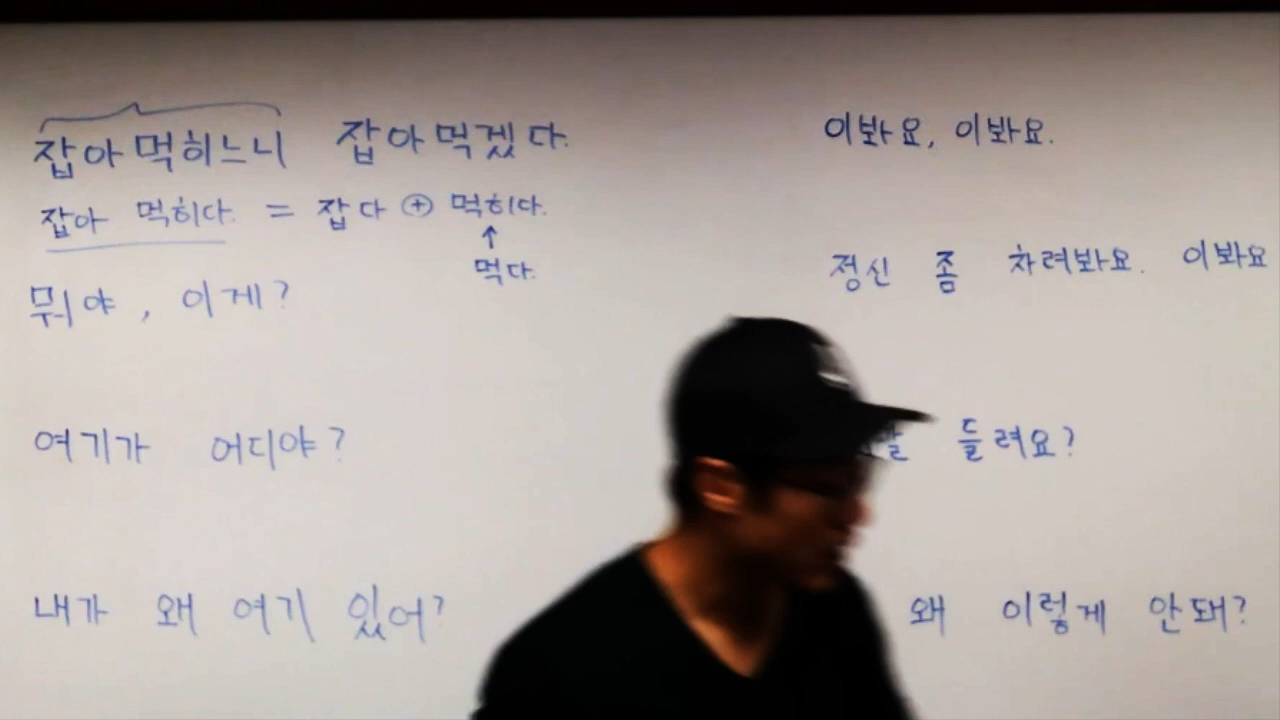 잡아먹히느니 잡아먹겠다.
잡아 먹히다. = 잡다 ⊕ 먹히다.
↑
먹다.
뭐야, 이게?
여기가 어디야?
내가 왜 여기 있어?
이봐요, 이봐요.
정신 좀 차려봐요. 이봐요
들려요?
왜 이렇게 안돼?